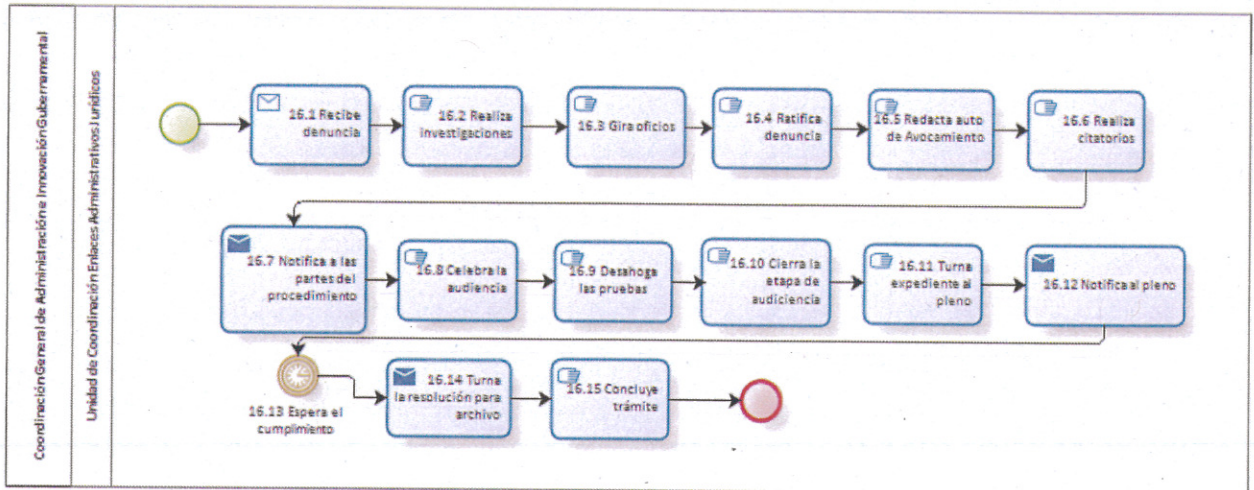 Coordinación General de Administración e Innovación Gubernamental
Unidad de Coordinación Enlaces Administrativos Jurídicos
16.1 Recibe
denuncia
16.2 Realiza
investigaciones
16.3 Gira oficios
16.4 Ratifica
denuncia
16.5 Redacta auto
de Avocamiento
16.6 Realiza
citatorios
16.7 Notifica a las
partes del
procedimiento
16.8 Celebra la
audiencia
16.9 Desahoga
las pruebas
16.10 Cierra la
etapa de
audiciencia
16.11 Turna
expediente al
pleno
16.12 Notifica al pleno
16.13 Espera el
cumplimiento
16.14 Turna
la resolución para
archivo
16.15 Concluye
trámite